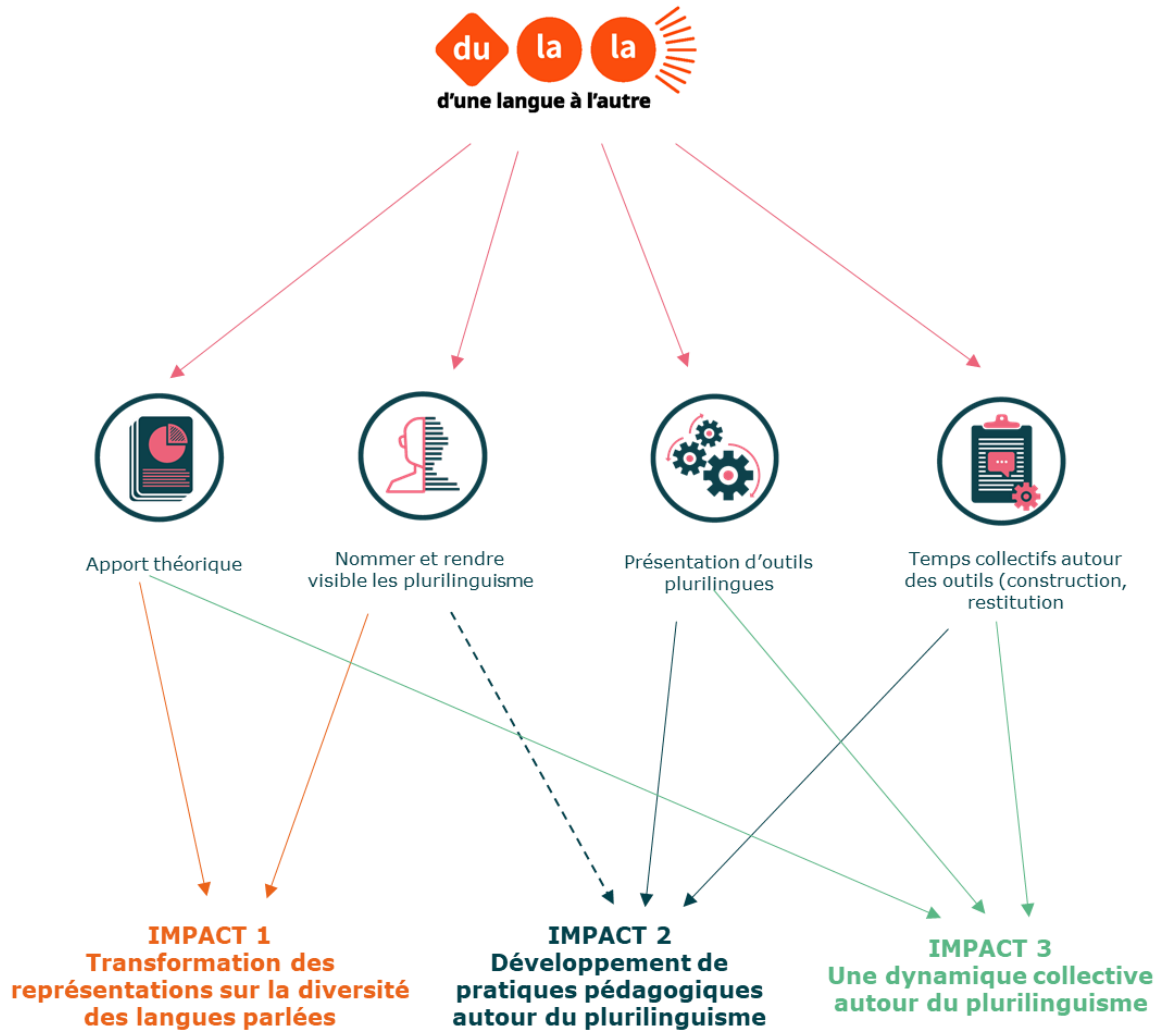 du la la
d'une langue à l'autre
Apport théorique
Nommer et rendre
visible les plurilinguisme
Présentation d'outils
plurilingues
Temps collectifs autour
des outils (construction,
restitution
IMPACT 1
Transformation des
représentations sur la diversité
des langues parlées
IMPACT 2
Développement de
pratiques pédagogiques
autour du plurilinguisme
IMPACT 3
Une dynamique collective
autour du plurilinguisme